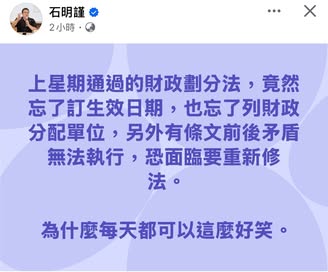 石明謹
2小時·
上星期通過的財政劃分法，竟然
忘了訂生效日期，也忘了列財政
分配單位，另外有條文前後矛盾
無法執行，恐面臨要重新修
法。
為什麼每天都可以這麼好笑。